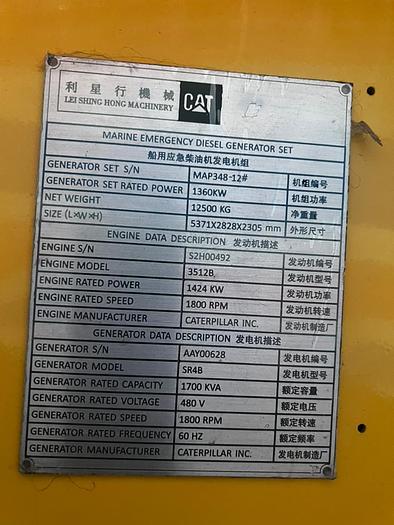 利星行機械
LEI SHING HONG MACHINERY
CAT
MARINE EMERGENCY DIESEL GENERATOR SET
船用应急柴油机发电机组
GENERATOR SET S/N MAP348-12# 机组编号
GENERATOR SET RATED POWER 1360KW 机组功率
NET WEIGHT 12500 KG 净重量
SIZE (L×W×H) 5371X2828X2305 mm 外形尺寸
ENGINE DATA DESCRIPTION 发动机描述
ENGINE S/N S2H00492 发动机编号
ENGINE MODEL 3512B 发动机型号
ENGINE RATED POWER 1424 KW 发动机功率
ENGINE RATED SPEED 1800 RPM 发动机转速
ENGINE MANUFACTURER CATERPILLAR INC. 发动机制造厂
GENERATOR DATA DESCRIPTION 发电机描述
GENERATOR S/N AAY00628 发电机编号
GENERATOR MODEL SR4B 发电机型号
GENERATOR RATED CAPACITY 1700 KVA 额定容量
GENERATOR RATED VOLTAGE 480 V 额定电压
GENERATOR RATED SPEED 1800 RPM 额定转速
GENERATOR RATED FREQUENCY 60 HZ 额定频率
GENERATOR MANUFACTURER CATERPILLAR INC. 发电机制造厂